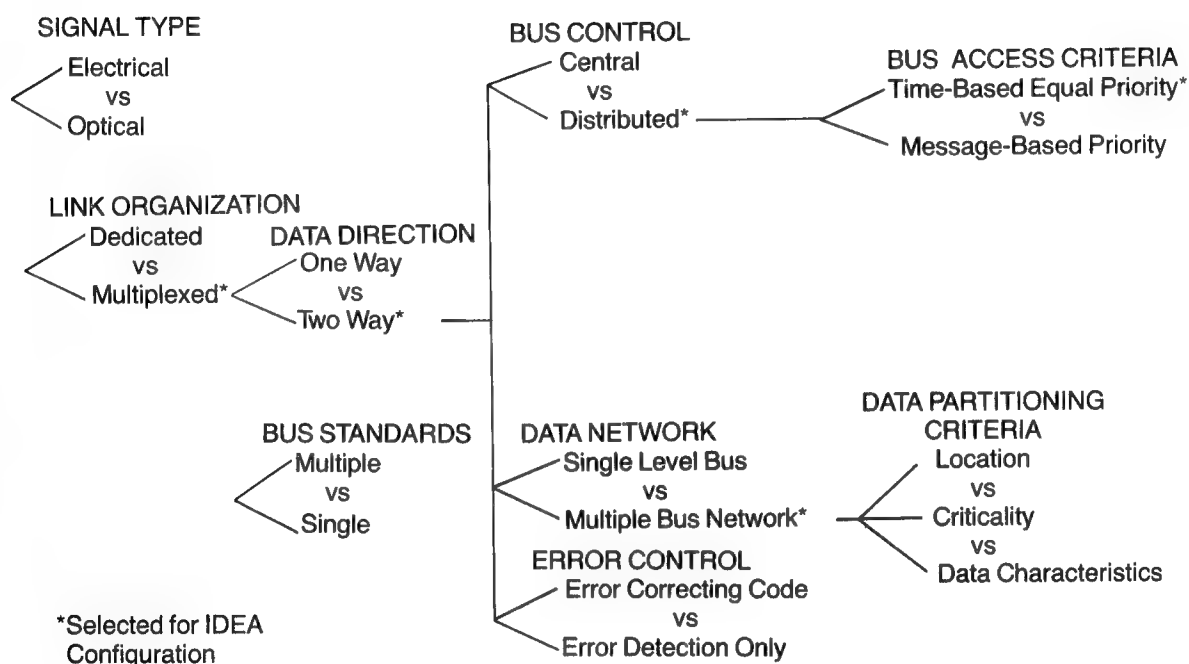 SIGNAL TYPE
Electrical
vs
Optical
LINK ORGANIZATION
Dedicated
vs
Multiplexed*
DATA DIRECTION
One Way
vs
Two Way*
BUS CONTROL
Central
vs
Distributed*
BUS ACCESS CRITERIA
Time-Based Equal Priority*
vs
Message-Based Priority
BUS STANDARDS
Multiple
vs
Single
DATA NETWORK
Single Level Bus
vs
Multiple Bus Network*
DATA PARTITIONING
CRITERIA
Location
vs
Criticality
vs
Data Characteristics
ERROR CONTROL
Error Correcting Code
vs
Error Detection Only
*Selected for IDEA
Configuration